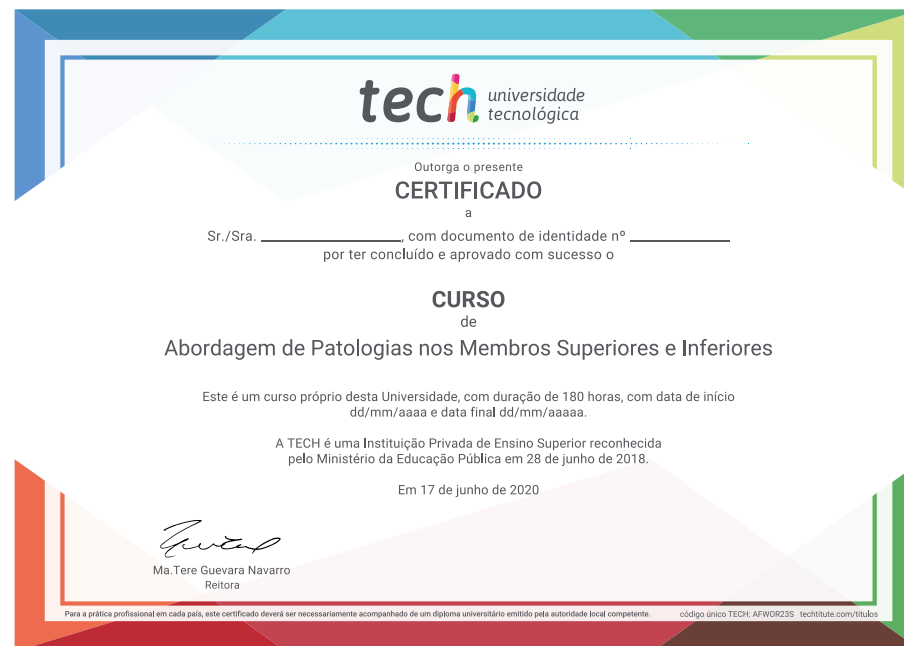 tech universidade
tecnológica
Outorga o presente
CERTIFICADO
a
Sr./Sra. ____________________, com documento de identidade nº ______________
por ter concluído e aprovado com sucesso o
CURSO
de
Abordagem de Patologias nos Membros Superiores e Inferiores
Este é um curso próprio desta Universidade, com duração de 180 horas, com data de início
dd/mm/aaaa e data final dd/mm/aaaaa.
A TECH é uma Instituição Privada de Ensino Superior reconhecida
pelo Ministério da Educação Pública em 28 de junho de 2018.
Em 17 de junho de 2020
Ma.Tere Guevara Navarro
Reitora
Para a prática profissional em cada país, este certificado deverá ser necessariamente acompanhado de um diploma universitário emitido pela autoridade local competente. código único TECH: AFWOR23S techtitute.com/titulos